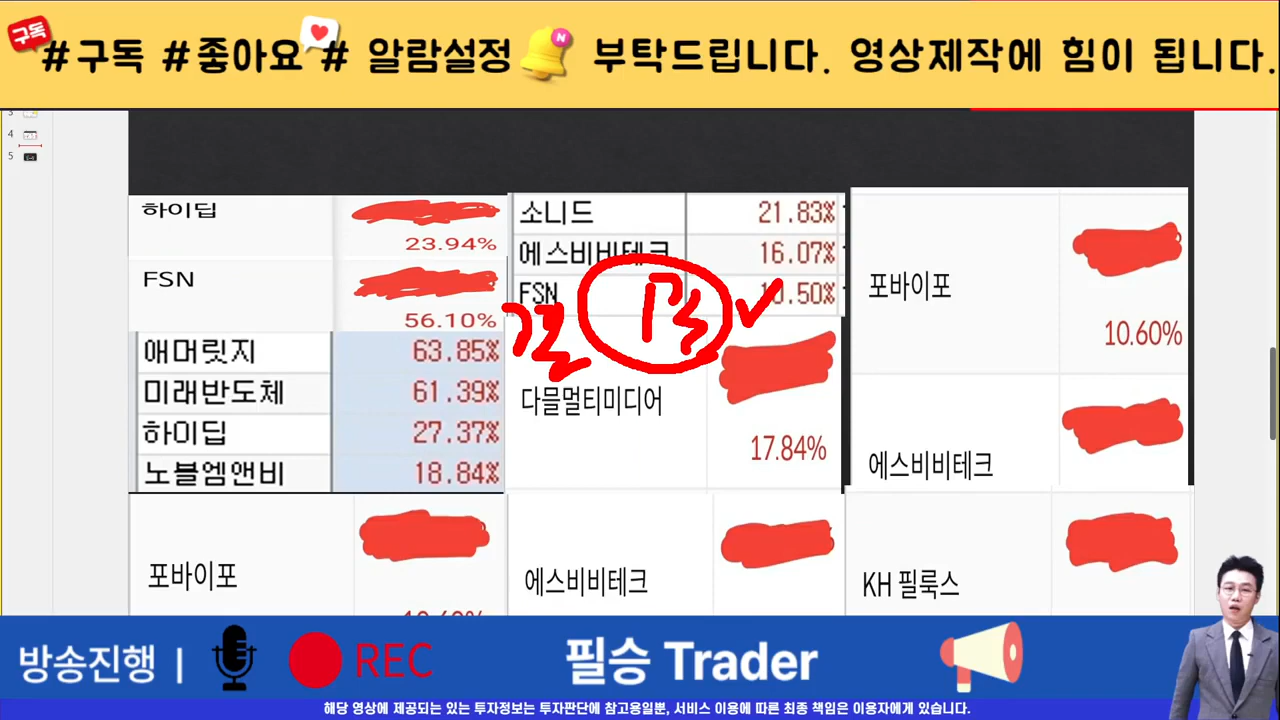 구독
#구독 #좋아요 # 알람설정 N 부탁드립니다. 영상제작에 힘이 됩니다.
4
5
하이딥
23.94%
FSN
56.10%
애머릿지 63.85%
미래반도체 61.39%
하이딥 27.37%
노블엠앤비 18.84%
소니드 21.83%
에스비비테크 16.07%
FSN 10.50%
다믈멀티미디어
17.84%
포바이포
10.60%
에스비비테크
포바이포
에스비비테크
KH 필룩스
방송진행 | REC 필승 Trader
해당 영상에 제공되는 있는 투자정보는 투자판단에 참고용일뿐, 서비스 이용에 따른 최종 책임은 이용자에게 있습니다.